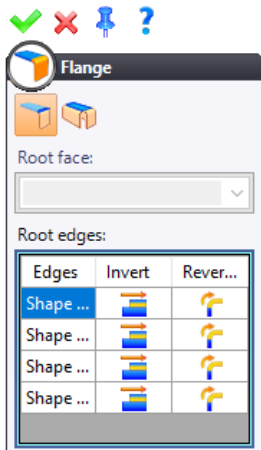 ?
Flange
Root face:
Root edges:
Edges Invert Rever...
Shape ...
Shape ...
Shape ...
Shape ...